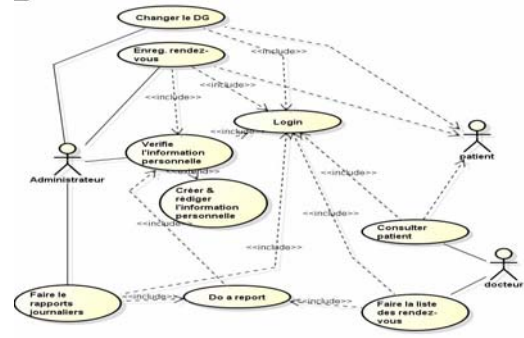 Changer le DG
Enreg. rendez-
vous
<<include>>
<<include>>
<<include>>
Login
<<include>>
Verifie
l'information
personnelle
patient
Administrateur
<<extend>>
Créer &
rédiger
l'information
personnelle
<<include>>
<<include>>
<<include>>
<<include>>
Consulter
patient
docteur
Faire le
rapports
journaliers
<<include>>
Do a report
<<include>>
Faire la liste
des rendez-
vous